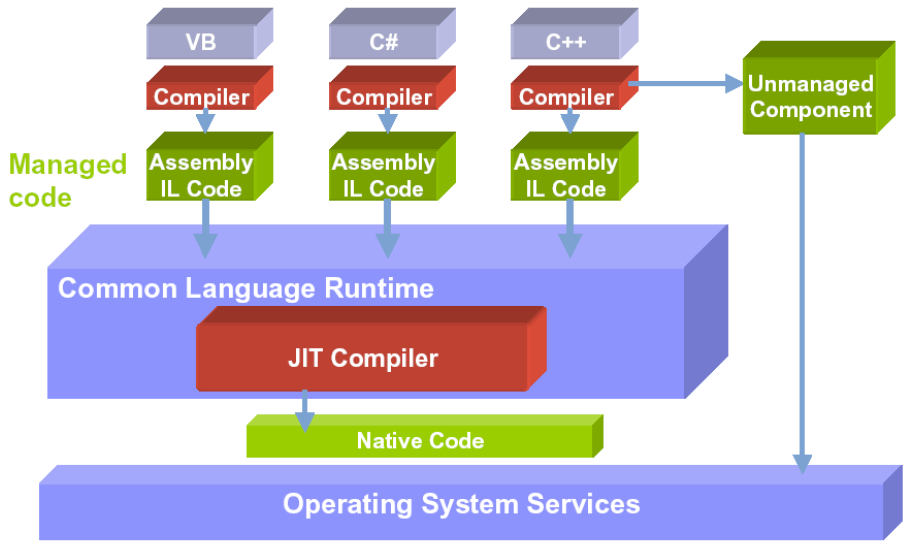 VB
C#
C++
Compiler
Compiler
Compiler
Unmanaged
Component
Managed
code
Assembly
IL Code
Assembly
IL Code
Assembly
IL Code
Common Language Runtime
JIT Compiler
Native Code
Operating System Services